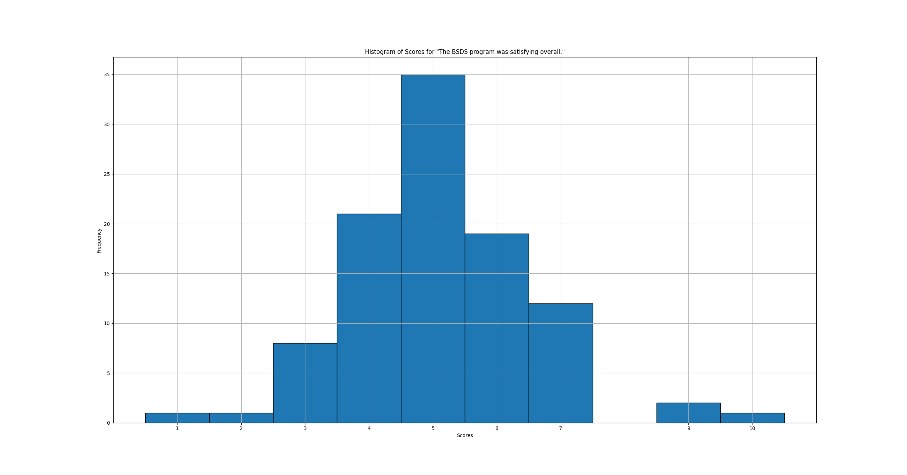 Histogram of Scores for "The BSDS program was satisfying overall."
35
30
25
20
15
10
5
0
Frequency
1 2 3 4 5 6 7 9 10
Scores